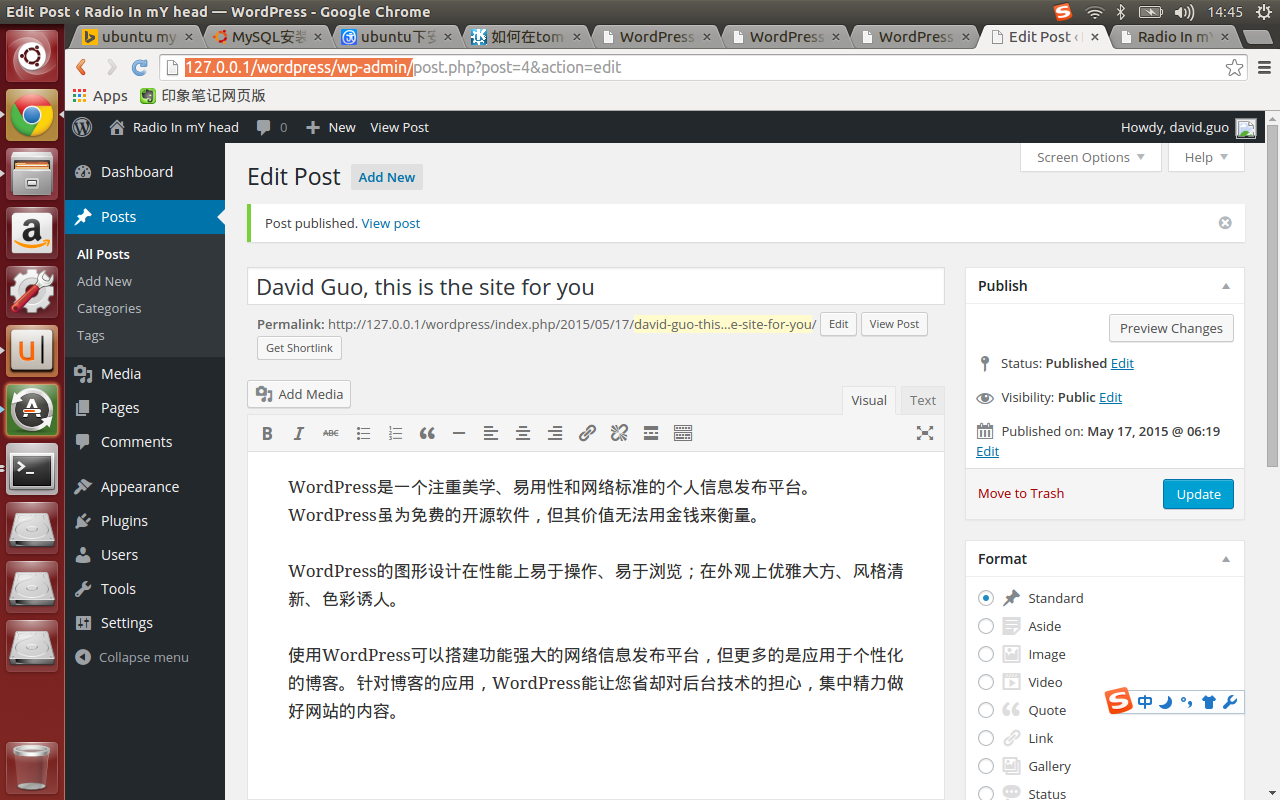 Edit Post ‹ Radio In mY head — WordPress - Google Chrome
14:45
ubuntu my
MySQL安装
ubuntu下安
如何在tom
WordPress
WordPress
WordPress
Edit Post ‹
Radio In mY
127.0.0.1/wordpress/wp-admin/post.php?post=4&action=edit
Apps
印象笔记网页版
Radio In mY head
0
New
View Post
Howdy, david.guo
Dashboard
Posts
All Posts
Add New
Categories
Tags
Media
Pages
Comments
Appearance
Plugins
Users
Tools
Settings
Collapse menu
Screen Options
Help
Edit Post
Add New
Post published. View post
David Guo, this is the site for you
Permalink: http://127.0.0.1/wordpress/index.php/2015/05/17/david-guo-this…e-site-for-you/
Edit
View Post
Get Shortlink
Add Media
Visual
Text
B I ABC
WordPress是一个注重美学、易用性和网络标准的个人信息发布平台。
WordPress虽为免费的开源软件，但其价值无法用金钱来衡量。
WordPress的图形设计在性能上易于操作、易于浏览；在外观上优雅大方、风格清
新、色彩诱人。
使用WordPress可以搭建功能强大的网络信息发布平台，但更多的是应用于个性化
的博客。针对博客的应用，WordPress能让您省却对后台技术的担心，集中精力做
好网站的内容。
Publish
Preview Changes
Status: Published Edit
Visibility: Public Edit
Published on: May 17, 2015 @ 06:19
Edit
Move to Trash
Update
Format
Standard
Aside
Image
Video
Quote
Link
Gallery
Status
中